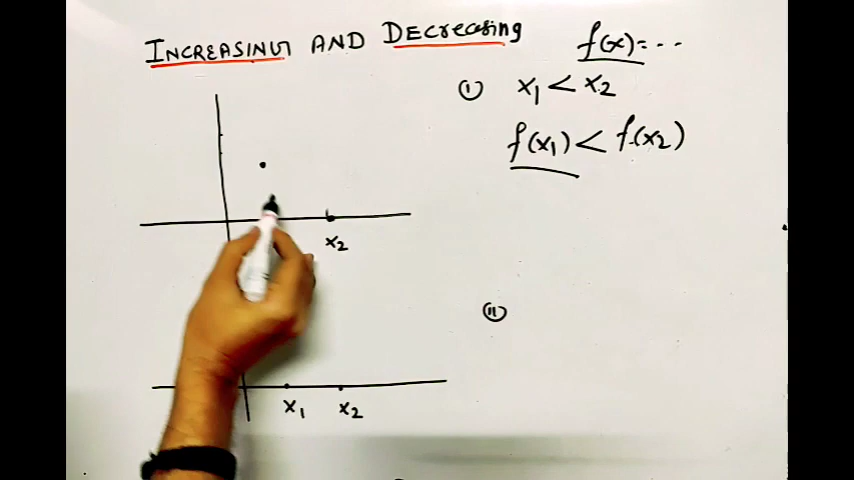 INCREASING AND Decreasing
f(x) = ...
(I) x₁ < x₂
f(x₁) < f(x₂)
x₂
(II)
x₁ x₂